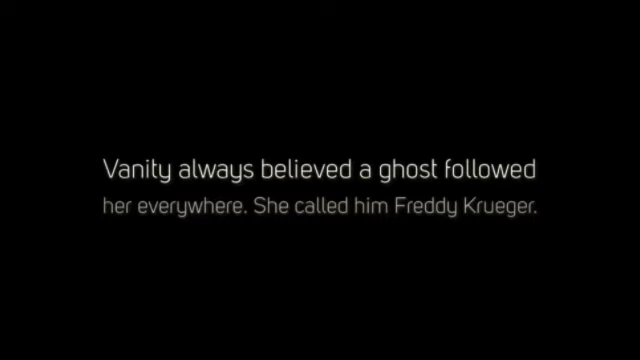 Vanity always believed a ghost followed
her everywhere. She called him Freddy Krueger.